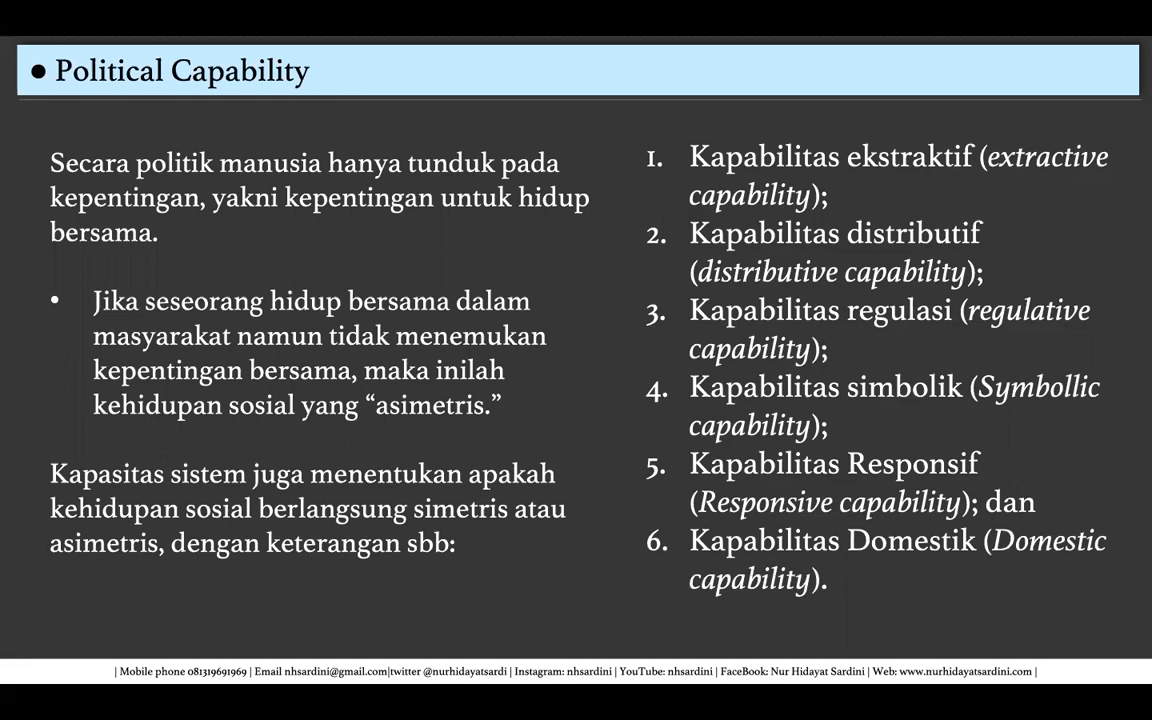 ● Political Capability
Secara politik manusia hanya tunduk pada
kepentingan, yakni kepentingan untuk hidup
bersama.
• Jika seseorang hidup bersama dalam
masyarakat namun tidak menemukan
kepentingan bersama, maka inilah
kehidupan sosial yang “asimetris.”
Kapasitas sistem juga menentukan apakah
kehidupan sosial berlangsung simetris atau
asimetris, dengan keterangan sbb:
1. Kapabilitas ekstraktif (extractive
capability);
2. Kapabilitas distributif
(distributive capability);
3. Kapabilitas regulasi (regulative
capability);
4. Kapabilitas simbolik (Symbollic
capability);
5. Kapabilitas Responsif
(Responsive capability); dan
6. Kapabilitas Domestik (Domestic
capability).
| Mobile phone 081319691969 | Email nhsardini@gmail.com|twitter @nurhidayatsardi | Instagram: nhsardini | YouTube: nhsardini | FaceBook: Nur Hidayat Sardini | Web: www.nurhidayatsardini.com |